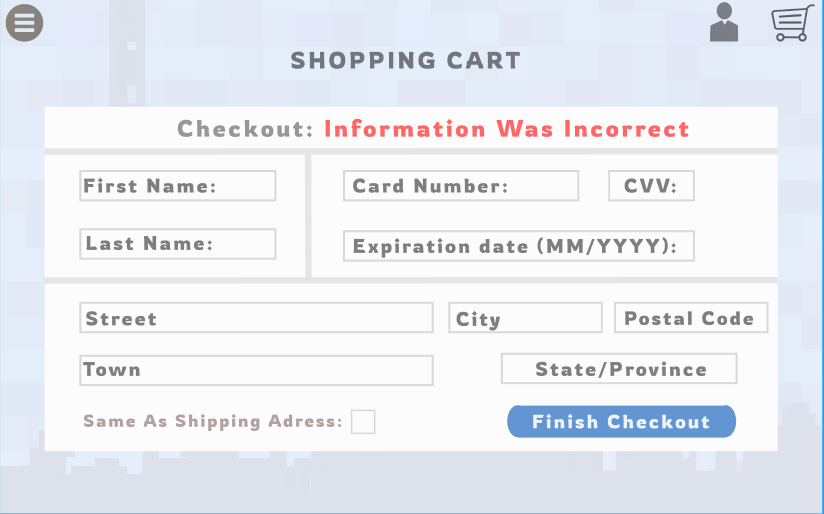 SHOPPING CART
Checkout: Information Was Incorrect
First Name:
Card Number:
CVV:
Last Name:
Expiration date (MM/YYYY):
Street
City
Postal Code
Town
State/Province
Same As Shipping Adress:
Finish Checkout